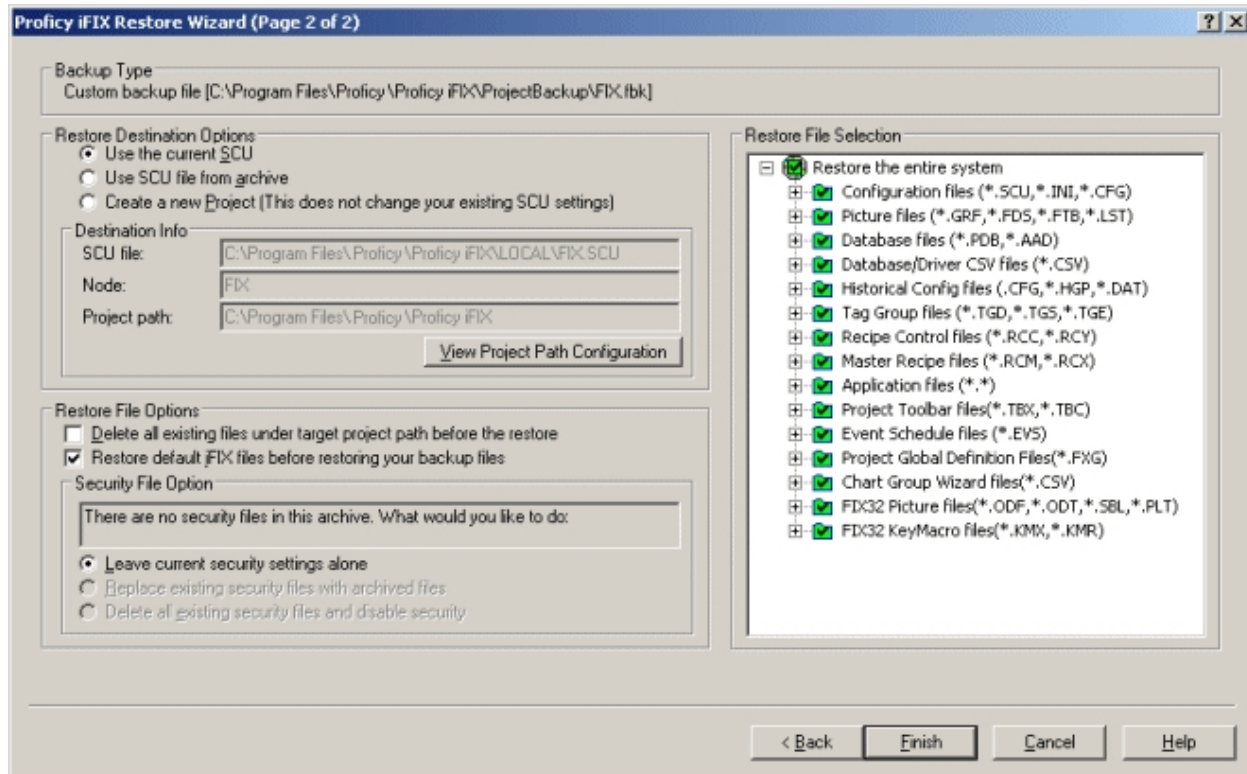 Proficy iFIX Restore Wizard (Page 2 of 2)
Backup Type
Custom backup file [C:\Program Files\Proficy\Proficy iFIX\ProjectBackup\FIX.fbk]
Restore Destination Options
Use the current SCU
Use SCU file from archive
Create a new Project (This does not change your existing SCU settings)
Destination Info
SCU file:
C:\Program Files\Proficy\Proficy iFIX\LOCAL\FIX.SCU
Node:
FIX
Project path:
C:\Program Files\Proficy\Proficy iFIX
View Project Path Configuration
Restore File Options
Delete all existing files under target project path before the restore
Restore default iFIX files before restoring your backup files
Security File Option
There are no security files in this archive. What would you like to do:
Leave current security settings alone
Replace existing security files with archived files
Delete all existing security files and disable security
Restore File Selection
Restore the entire system
Configuration files (*.SCU,*.INI,*.CFG)
Picture files (*.GRF,*.FDS,*.FTB,*.LST)
Database files (*.PDB,*.AAD)
Database/Driver CSV files (*.CSV)
Historical Config files (.CFG,*.HGP,*.DAT)
Tag Group files (*.TGD,*.TGS,*.TGE)
Recipe Control files (*.RCC,*.RCY)
Master Recipe files (*.RCM,*.RCX)
Application files (*.*)
Project Toolbar files(*.TBX,*.TBC)
Event Schedule files (*.EVS)
Project Global Definition Files(*.FXG)
Chart Group Wizard files(*.CSV)
FIX32 Picture files(*.ODF,*.ODT,*.SBL,*.PLT)
FIX32 KeyMacro files(*.KMX,*.KMR)
< Back
Finish
Cancel
Help